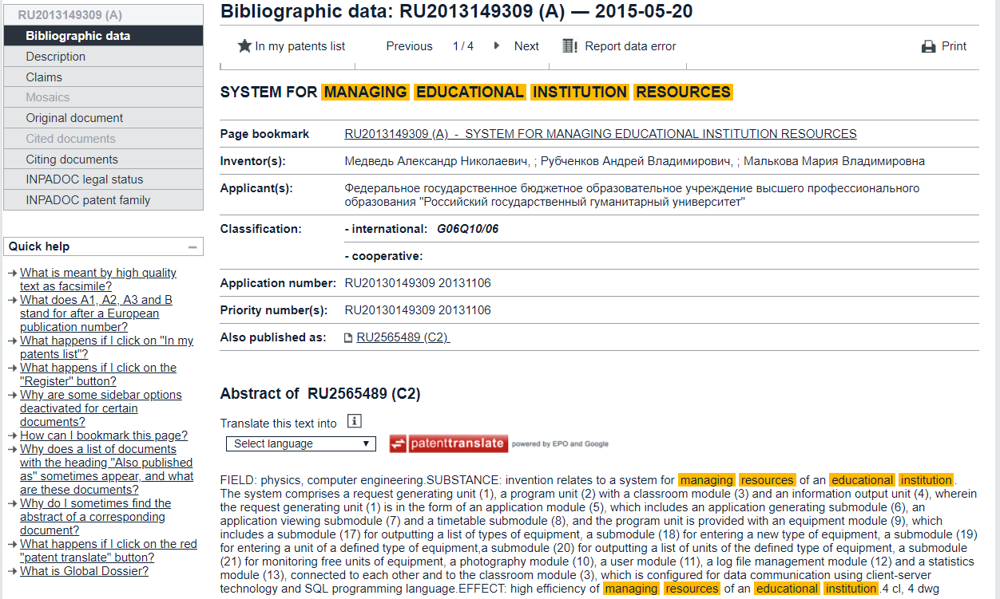 RU2013149309 (A)
Bibliographic data
Description
Claims
Mosaics
Original document
Cited documents
Citing documents
INPADOC legal status
INPADOC patent family
Quick help
What is meant by high quality
text as facsimile?
What does A1, A2, A3 and B
stand for after a European
publication number?
What happens if I click on "In my
patents list"?
What happens if I click on the
"Register" button?
Why are some sidebar options
deactivated for certain
documents?
How can I bookmark this page?
Why does a list of documents
with the heading "Also published
as" sometimes appear, and what
are these documents?
Why do I sometimes find the
abstract of a corresponding
document?
What happens if I click on the red
"patent translate" button?
What is Global Dossier?
Bibliographic data: RU2013149309 (A) — 2015-05-20
In my patents list Previous 1 / 4 Next Report data error Print
SYSTEM FOR MANAGING EDUCATIONAL INSTITUTION RESOURCES
Page bookmark RU2013149309 (A) - SYSTEM FOR MANAGING EDUCATIONAL INSTITUTION RESOURCES
Inventor(s): Медведь Александр Николаевич, ; Рубченков Андрей Владимирович, ; Малькова Мария Владимировна
Applicant(s): Федеральное государственное бюджетное образовательное учреждение высшего профессионального
образования "Российский государственный гуманитарный университет"
Classification: - international: G06Q10/06
- cooperative:
Application number: RU20130149309 20131106
Priority number(s): RU20130149309 20131106
Also published as: RU2565489 (C2)
Abstract of RU2565489 (C2)
Translate this text into i
Select language patenttranslate powered by EPO and Google
FIELD: physics, computer engineering.SUBSTANCE: invention relates to a system for managing resources of an educational institution.
The system comprises a request generating unit (1), a program unit (2) with a classroom module (3) and an information output unit (4), wherein
the request generating unit (1) is in the form of an application module (5), which includes an application generating submodule (6), an
application viewing submodule (7) and a timetable submodule (8), and the program unit is provided with an equipment module (9), which
includes a submodule (17) for outputting a list of types of equipment, a submodule (18) for entering a new type of equipment, a submodule (19)
for entering a unit of a defined type of equipment,a submodule (20) for outputting a list of units of the defined type of equipment, a submodule
(21) for monitoring free units of equipment, a photography module (10), a user module (11), a log file management module (12) and a statistics
module (13), connected to each other and to the classroom module (3), which is configured for data communication using client-server
technology and SQL programming language.EFFECT: high efficiency of managing resources of an educational institution.4 cl, 4 dwg